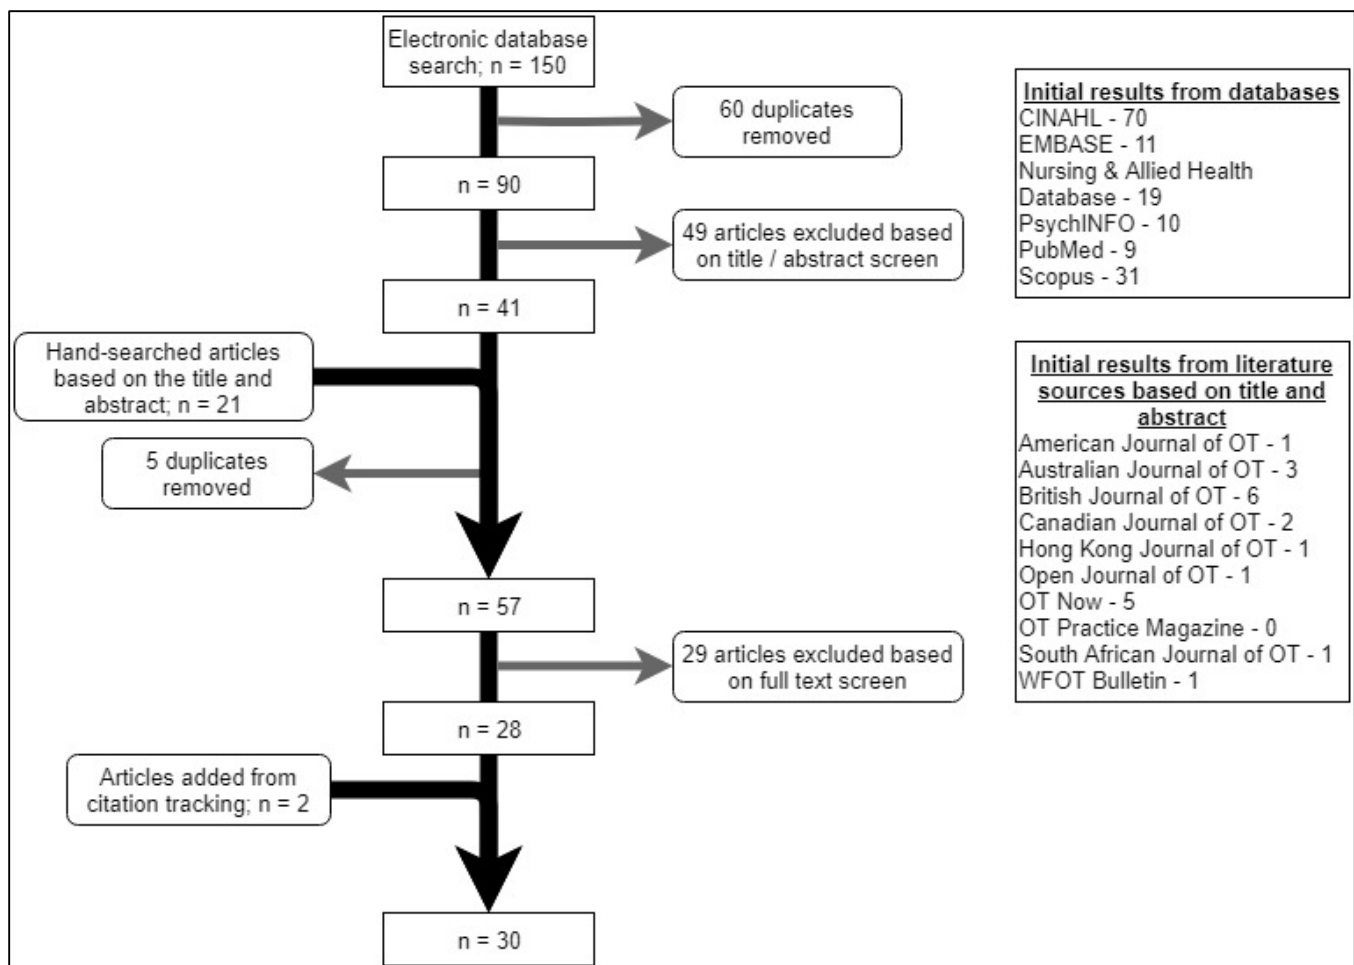 Electronic database
search; n = 150
60 duplicates
removed
n = 90
49 articles excluded based
on title / abstract screen
n = 41
Hand-searched articles
based on the title and
abstract; n = 21
5 duplicates
removed
n = 57
29 articles excluded based
on full text screen
n = 28
Articles added from
citation tracking; n = 2
n = 30
Initial results from databases
CINAHL - 70
EMBASE - 11
Nursing & Allied Health
Database - 19
PsychINFO - 10
PubMed - 9
Scopus - 31
Initial results from literature
sources based on title and
abstract
American Journal of OT - 1
Australian Journal of OT - 3
British Journal of OT - 6
Canadian Journal of OT - 2
Hong Kong Journal of OT - 1
Open Journal of OT - 1
OT Now - 5
OT Practice Magazine - 0
South African Journal of OT - 1
WFOT Bulletin - 1